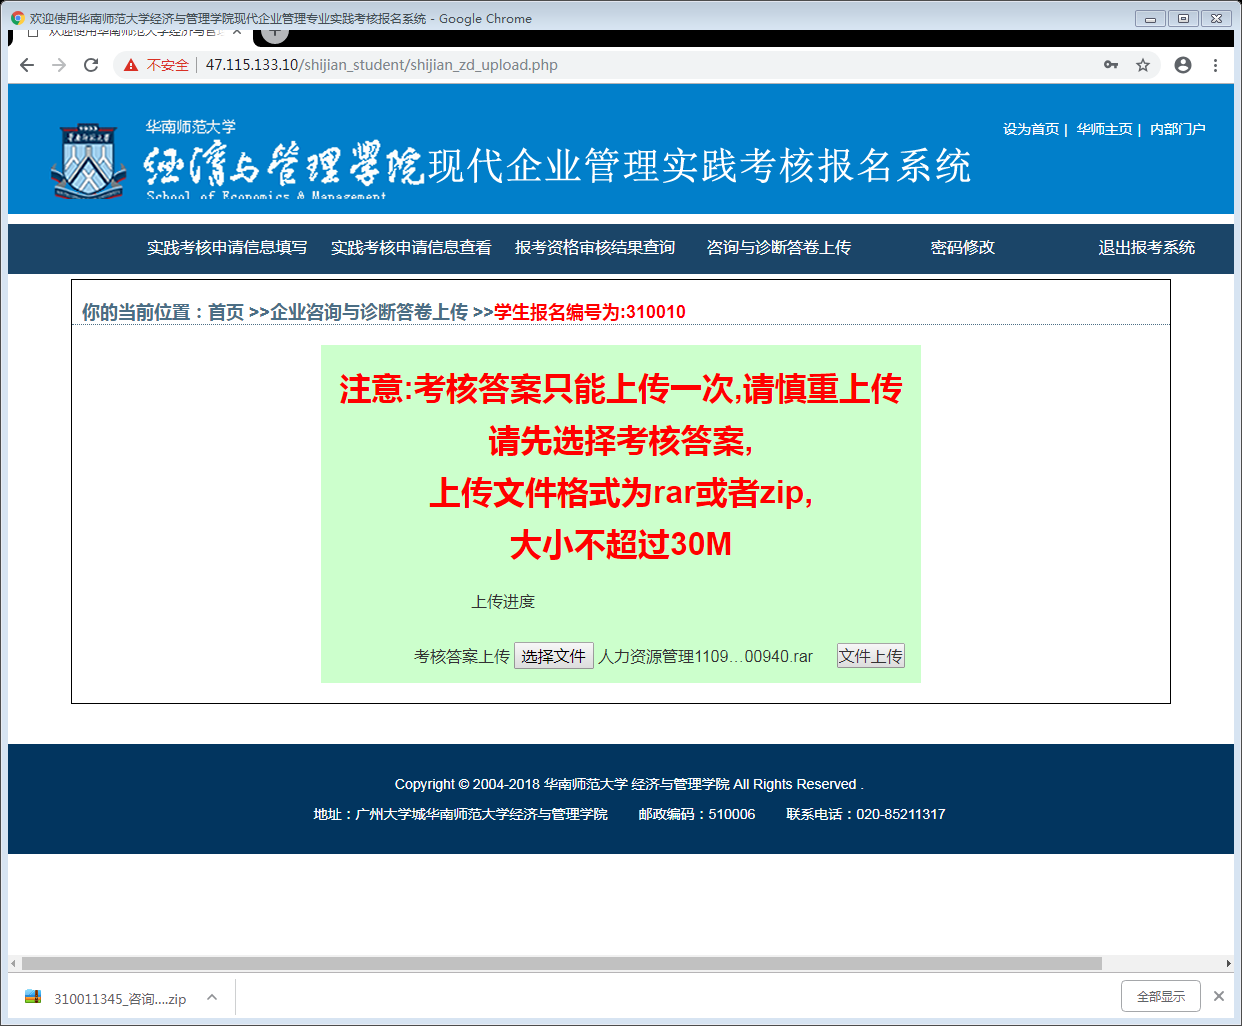 欢迎使用华南师范大学经济与管理学院现代企业管理专业实践考核报名系统 - Google Chrome
欢迎使用华南师范大学经济与管
不安全 | 47.115.133.10/shijian_student/shijian_zd_upload.php
华南师范大学
设为首页 | 华师主页 | 内部门户
经济与管理学院现代企业管理实践考核报名系统
School of Economics & Management
实践考核申请信息填写 实践考核申请信息查看 报考资格审核结果查询 咨询与诊断答卷上传 密码修改 退出报考系统
你的当前位置：首页 >>企业咨询与诊断答卷上传 >>学生报名编号为:310010
注意:考核答案只能上传一次,请慎重上传
请先选择考核答案,
上传文件格式为rar或者zip,
大小不超过30M
上传进度
考核答案上传 选择文件 人力资源管理1109...00940.rar 文件上传
Copyright © 2004-2018 华南师范大学 经济与管理学院 All Rights Reserved .
地址：广州大学城华南师范大学经济与管理学院 邮政编码：510006 联系电话：020-85211317
310011345_咨询....zip
全部显示